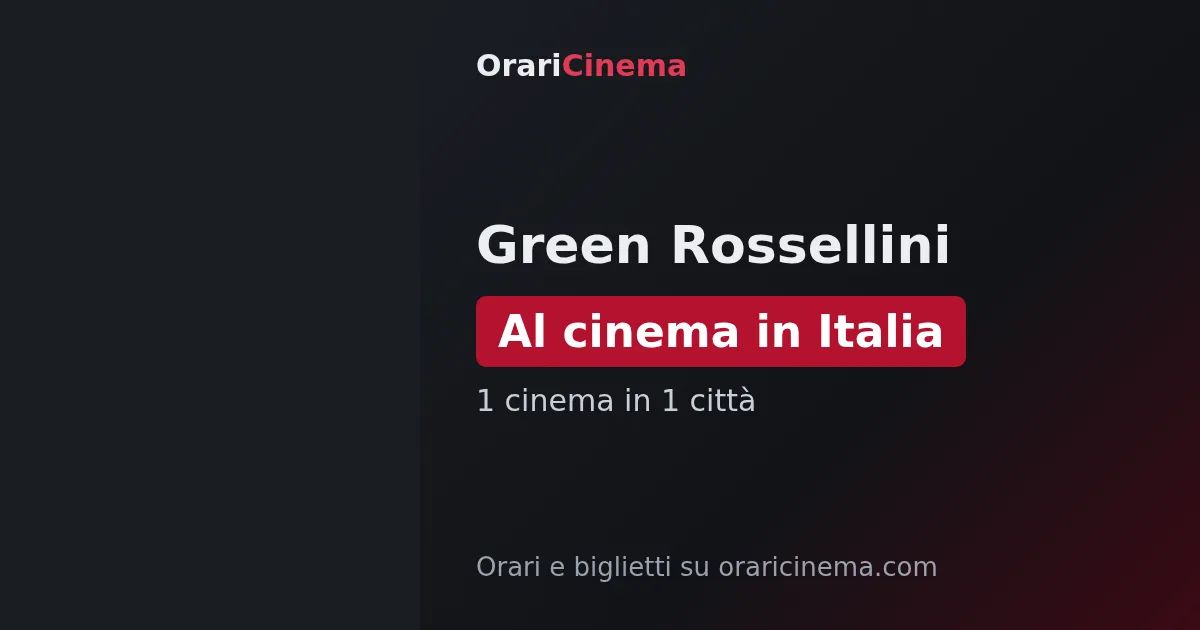 OrariCinema
Green Rossellini
Al cinema in Italia
1 cinema in 1 città
Orari e biglietti su oraricinema.com